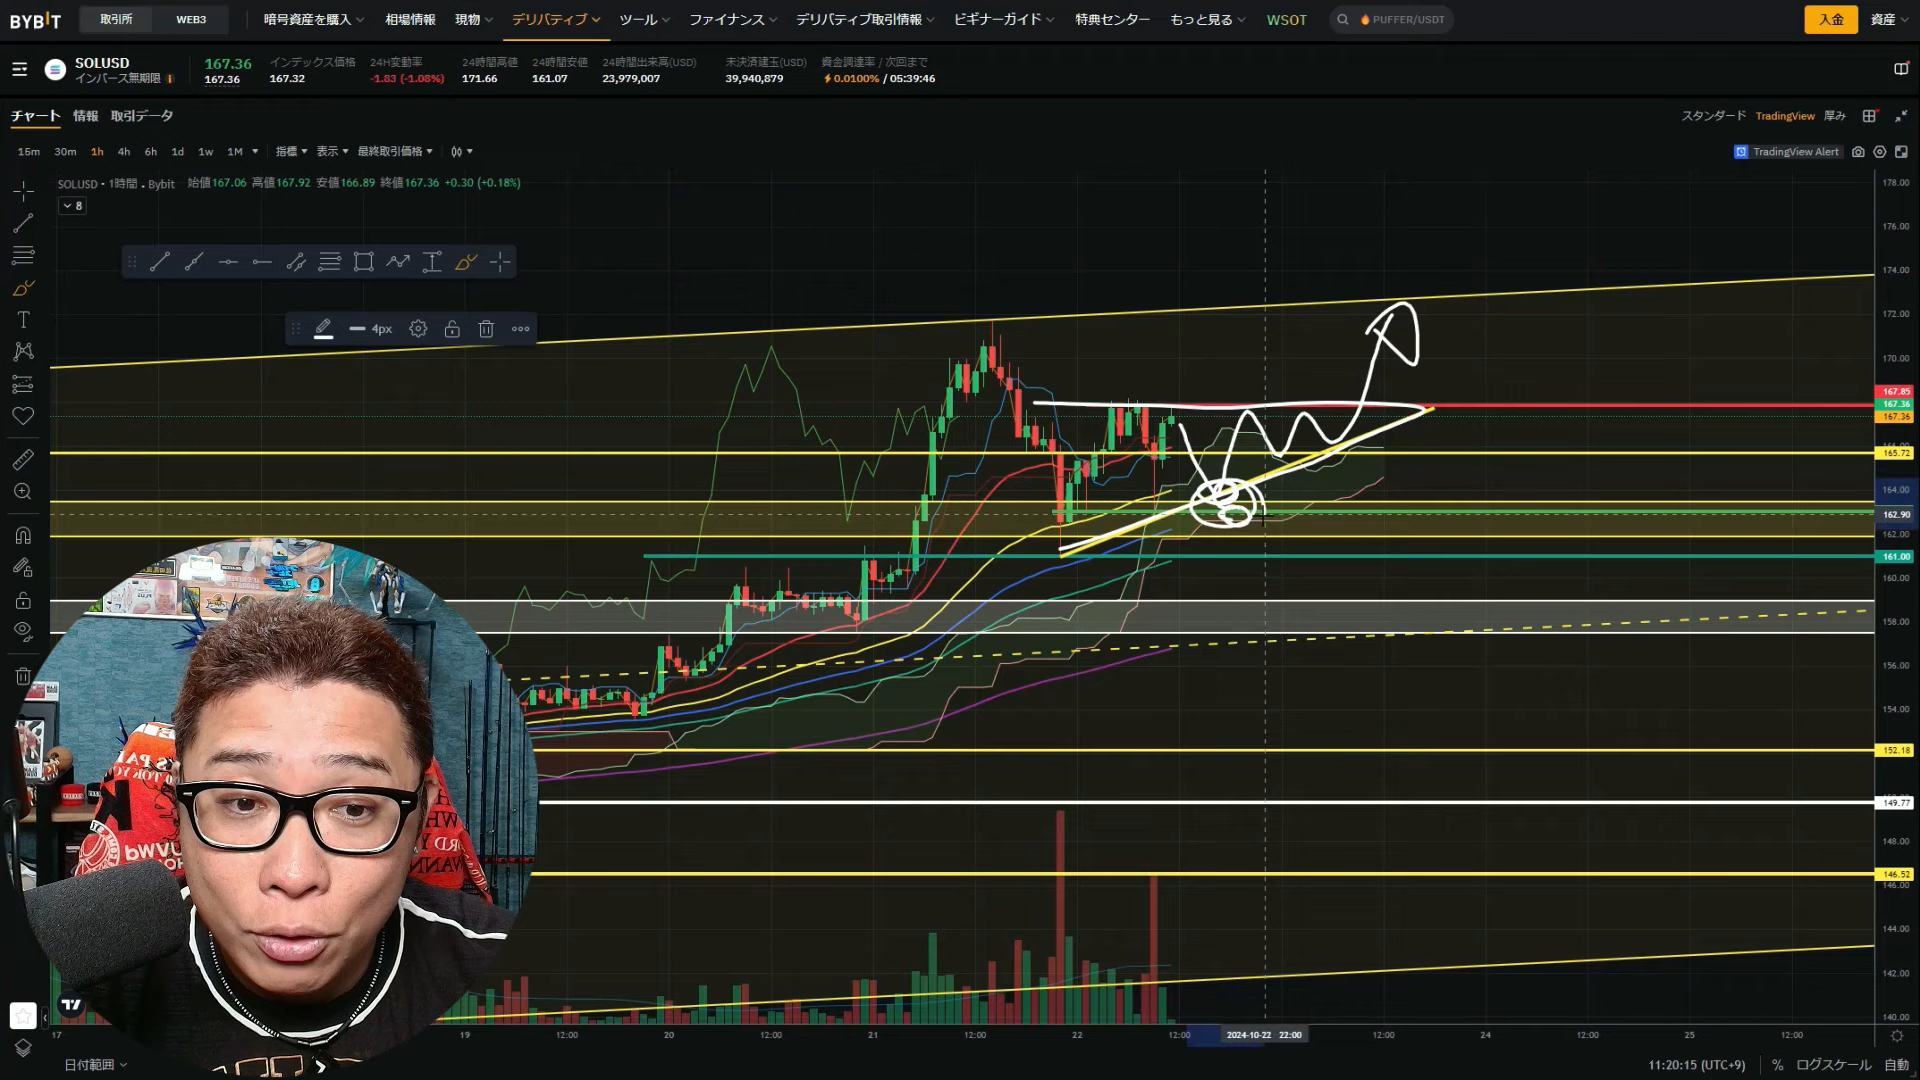 BYBIT 取引所 WEB3 暗号資産を購入 相場情報 現物 デリバティブ ツール ファイナンス デリバティブ取引情報 ビギナーガイド 特典センター もっと見る WSOT PUFFER/USDT 入金 資産
SOLUSD
インバース無期限
167.36
167.36
インデックス価格
167.32
24H変動率
-1.83 (-1.08%)
24時間高値
171.66
24時間安値
161.07
24時間出来高(USD)
23,979,007
未決済建玉(USD)
39,940,879
資金調達率 / 次回まで
0.0100% / 05:39:46
チャート 情報 取引データ
スタンダード TradingView 厚み
15m 30m 1h 4h 6h 1d 1w 1M 指標 表示 最終取引価格
TradingView Alert
SOLUSD・1時間・Bybit 始値167.06 高値167.92 安値166.89 終値167.36 +0.30 (+0.18%)
8
4px
178.00
176.00
174.00
172.00
170.00
167.85
167.36
167.36
165.72
164.00
162.90
162.00
161.00
160.00
158.00
156.00
154.00
152.18
149.77
148.00
146.52
146.00
144.00
142.00
140.00
17 19 12:00 20 12:00 21 12:00 22 12:00 2024-10-22 22:00 12:00 24 12:00 25 12:00
日付範囲
11:20:15 (UTC+9) % ログスケール 自動